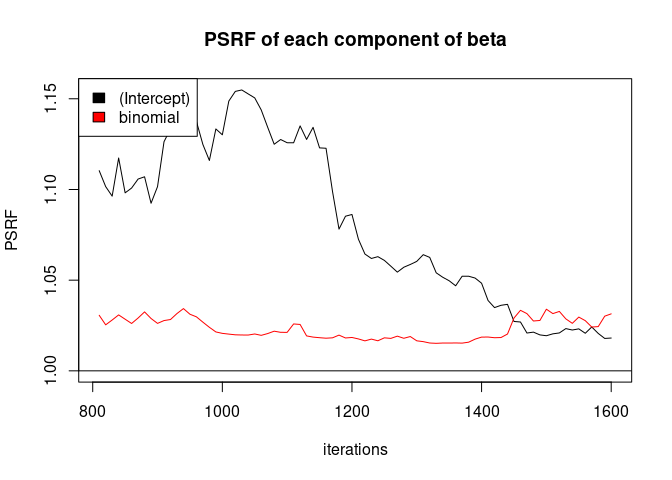 PSRF of each component of beta
(Intercept)
binomial
PSRF
1.15
1.10
1.05
1.00
800 1000 1200 1400 1600
iterations